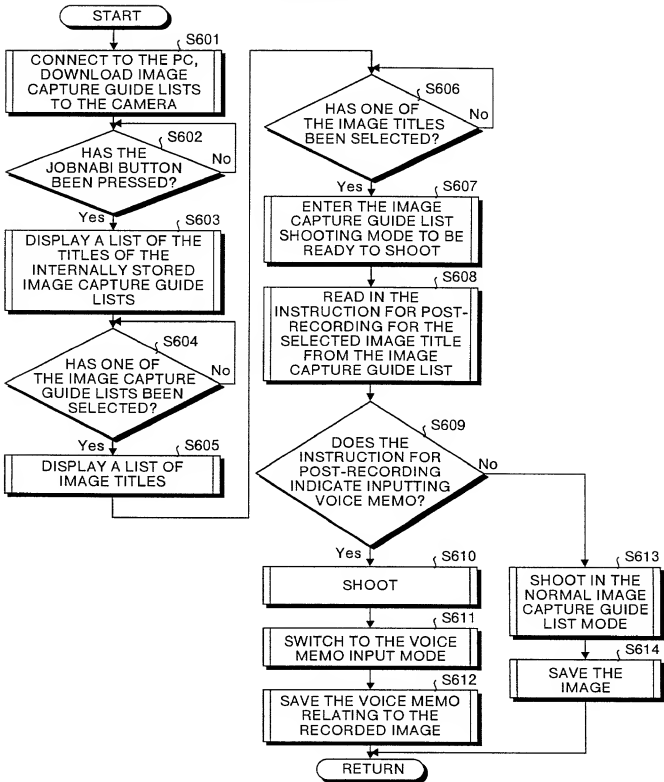 START
S601
CONNECT TO THE PC,
DOWNLOAD IMAGE
CAPTURE GUIDE LISTS
TO THE CAMERA
S602
HAS THE
JOBNABI BUTTON
BEEN PRESSED?
No
Yes
S603
DISPLAY A LIST OF THE
TITLES OF THE
INTERNALLY STORED
IMAGE CAPTURE GUIDE
LISTS
S604
HAS ONE OF
THE IMAGE CAPTURE
GUIDE LISTS BEEN
SELECTED?
No
Yes
S605
DISPLAY A LIST OF
IMAGE TITLES
S606
HAS ONE OF
THE IMAGE TITLES
BEEN SELECTED?
No
Yes
S607
ENTER THE IMAGE
CAPTURE GUIDE LIST
SHOOTING MODE TO BE
READY TO SHOOT
S608
READ IN THE
INSTRUCTION FOR POST-
RECORDING FOR THE
SELECTED IMAGE TITLE
FROM THE IMAGE
CAPTURE GUIDE LIST
S609
DOES THE
INSTRUCTION FOR
POST-RECORDING
INDICATE INPUTTING
VOICE MEMO?
No
Yes
S610
SHOOT
S611
SWITCH TO THE VOICE
MEMO INPUT MODE
S612
SAVE THE VOICE MEMO
RELATING TO THE
RECORDED IMAGE
S613
SHOOT IN THE
NORMAL IMAGE
CAPTURE GUIDE
LIST MODE
S614
SAVE THE
IMAGE
RETURN